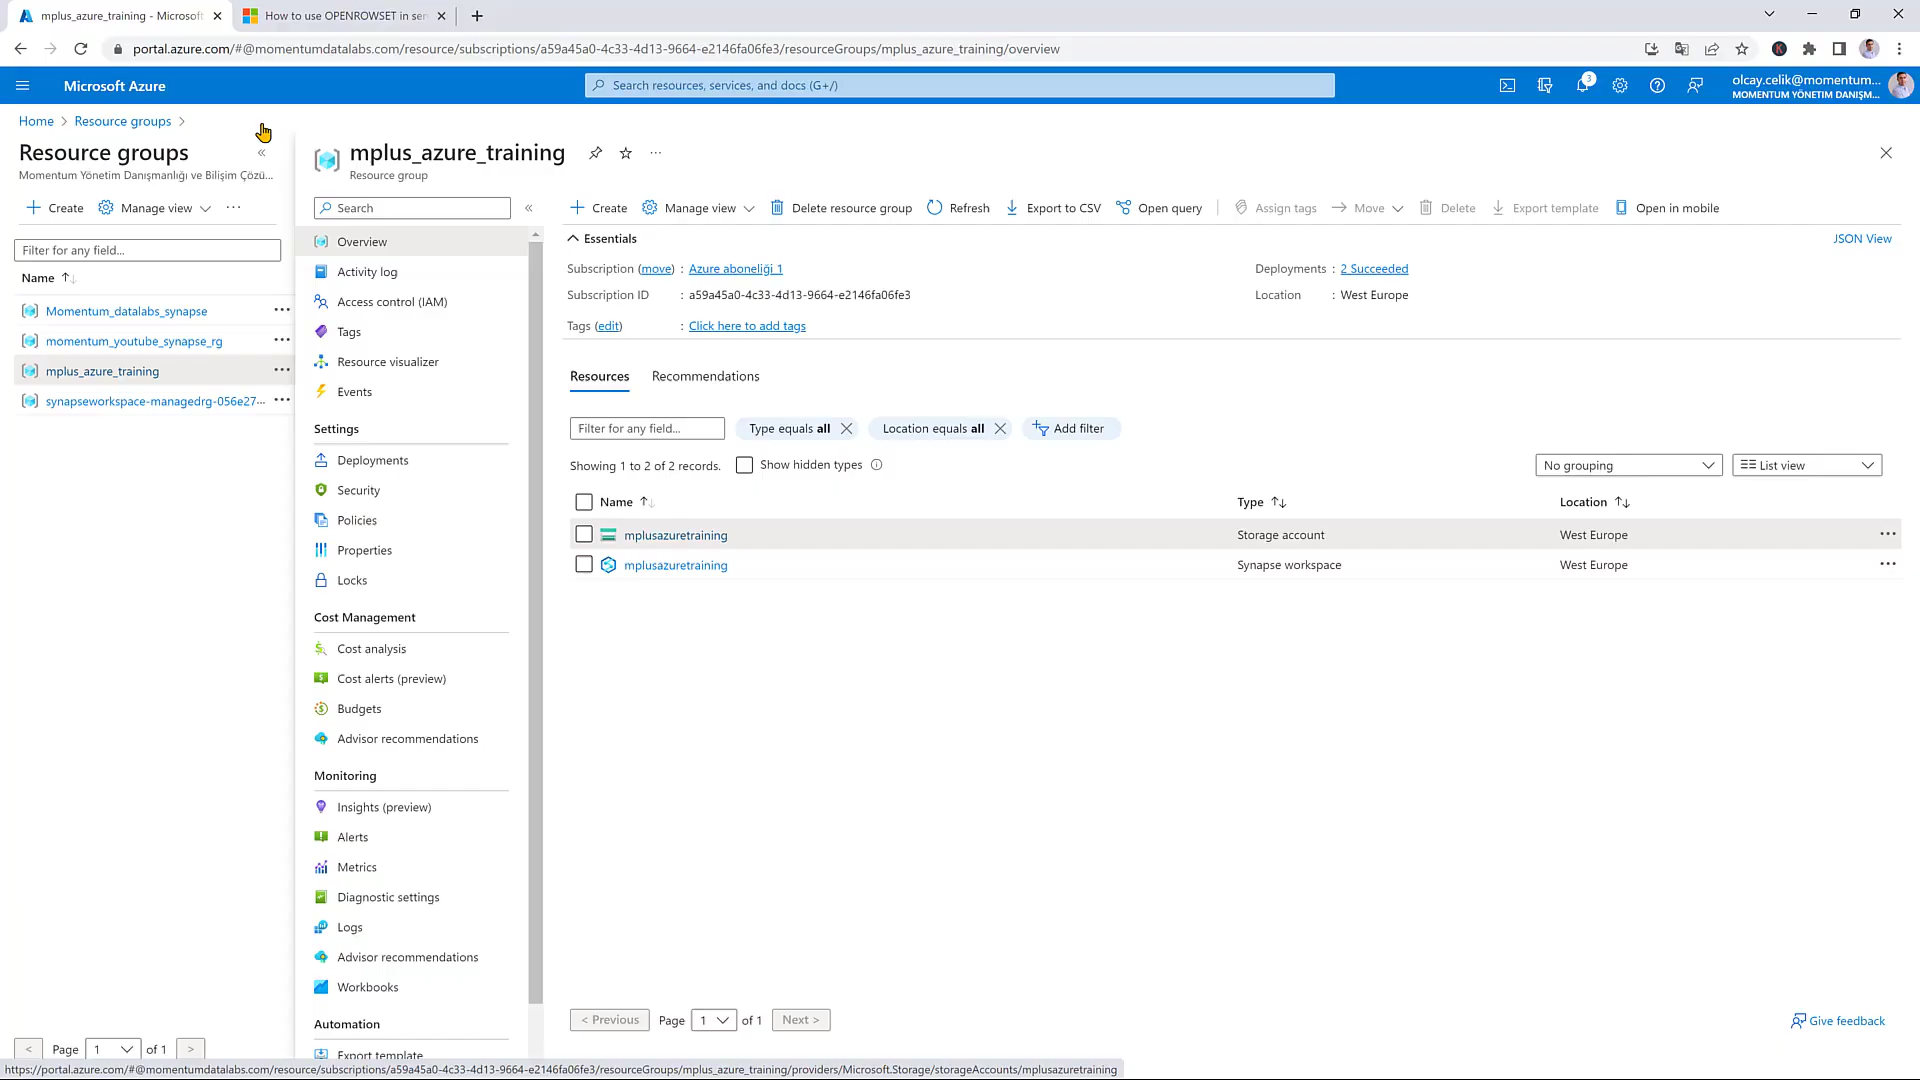 mplus_azure_training - Microsoft
How to use OPENROWSET in ser
portal.azure.com/#@momentumdatalabs.com/resource/subscriptions/a59a45a0-4c33-4d13-9664-e2146fa06fe3/resourceGroups/mplus_azure_training/overview
Microsoft Azure
Search resources, services, and docs (G+/)
3
olcay.celik@momentum...
MOMENTUM YÖNETIM DANIŞM...
Home > Resource groups >
Resource groups
Momentum Yönetim Danışmanlığı ve Bilişim Çözü...
Create Manage view ...
Filter for any field...
Name
Momentum_datalabs_synapse
momentum_youtube_synapse_rg
mplus_azure_training
synapseworkspace-managedrg-056e27...
< Page 1 of 1 >
mplus_azure_training
Resource group
Search
Overview
Activity log
Access control (IAM)
Tags
Resource visualizer
Events
Settings
Deployments
Security
Policies
Properties
Locks
Cost Management
Cost analysis
Cost alerts (preview)
Budgets
Advisor recommendations
Monitoring
Insights (preview)
Alerts
Metrics
Diagnostic settings
Logs
Advisor recommendations
Workbooks
Automation
Export template
Create Manage view Delete resource group Refresh Export to CSV Open query Assign tags Move Delete Export template Open in mobile
Essentials
JSON View
Subscription (move) : Azure aboneliği 1
Subscription ID : a59a45a0-4c33-4d13-9664-e2146fa06fe3
Tags (edit) : Click here to add tags
Deployments : 2 Succeeded
Location : West Europe
Resources Recommendations
Filter for any field... Type equals all Location equals all Add filter
Showing 1 to 2 of 2 records. Show hidden types
No grouping List view
Name Type Location
mplusazuretraining Storage account West Europe
mplusazuretraining Synapse workspace West Europe
< Previous Page 1 of 1 Next >
Give feedback
https://portal.azure.com/#@momentumdatalabs.com/resource/subscriptions/a59a45a0-4c33-4d13-9664-e2146fa06fe3/resourceGroups/mplus_azure_training/providers/Microsoft.Storage/storageAccounts/mplusazuretraining